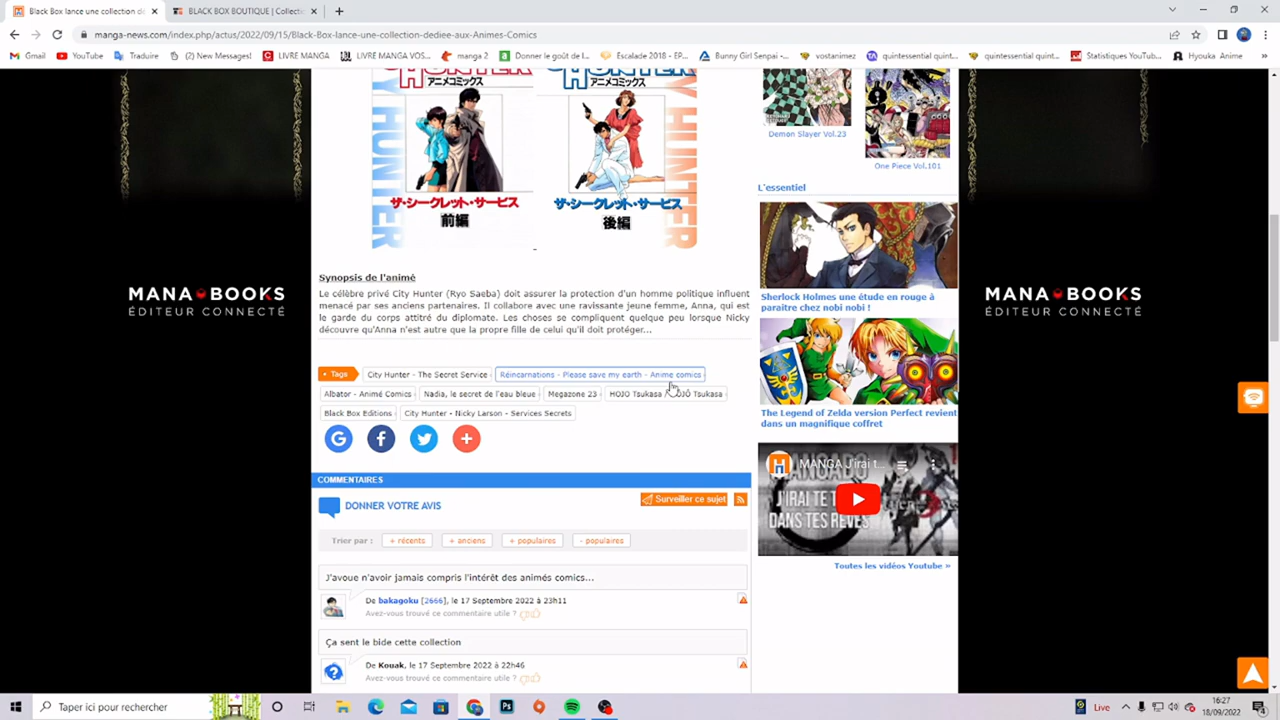 Black Box lance une collection dé
BLACK BOX BOUTIQUE | Collecti
manga-news.com/index.php/actus/2022/09/15/Black-Box-lance-une-collection-dediee-aux-Animes-Comics
Gmail
YouTube
Traduire
(2) New Messages!
LIVRE MANGA
LIVRE MANGA VOS...
manga 2
Donner le goût de l...
Escalade 2018 - EP...
Bunny Girl Senpai -...
vostanimez
quintessential quint...
quintessential quint...
Statistiques YouTub...
Hyouka Anime
HUNTER
HUNTER
アニメコミックス
アニメコミックス
ザ・シークレット・サービス
前編
ザ・シークレット・サービス
後編
Demon Slayer Vol.23
One Piece Vol.101
L'essentiel
Sherlock Holmes une étude en rouge à
paraitre chez nobi nobi !
The Legend of Zelda version Perfect revient
dans un magnifique coffret
MANGA J'irai t...
J'IRAI TE T
DANS TES RÊVES
Toutes les vidéos Youtube »
MANA BOOKS
ÉDITEUR CONNECTÉ
MANA BOOKS
ÉDITEUR CONNECTÉ
Synopsis de l'animé
Le célèbre privé City Hunter (Ryo Saeba) doit assurer la protection d'un homme politique influent
menacé par ses anciens partenaires. Il collabore avec une ravissante jeune femme, Anna, qui est
le garde du corps attitré du diplomate. Les choses se compliquent quelque peu lorsque Nicky
découvre qu'Anna n'est autre que la propre fille de celui qu'il doit protéger...
Tags
City Hunter - The Secret Service
Réincarnations - Please save my earth - Anime comics
Albator - Animé Comics
Nadia, le secret de l'eau bleue
Megazone 23
HOJO Tsukasa / HÔJÔ Tsukasa
Black Box Editions
City Hunter - Nicky Larson - Services Secrets
COMMENTAIRES
DONNER VOTRE AVIS
Surveiller ce sujet
Trier par :
+ récents
+ anciens
+ populaires
- populaires
J'avoue n'avoir jamais compris l'intérêt des animés comics...
De bakagoku [2666], le 17 Septembre 2022 à 23h11
Avez-vous trouvé ce commentaire utile ?
Ça sent le bide cette collection
De Kouak, le 17 Septembre 2022 à 22h46
Avez-vous trouvé ce commentaire utile ?
Taper ici pour rechercher
Live
16:27
18/09/2022